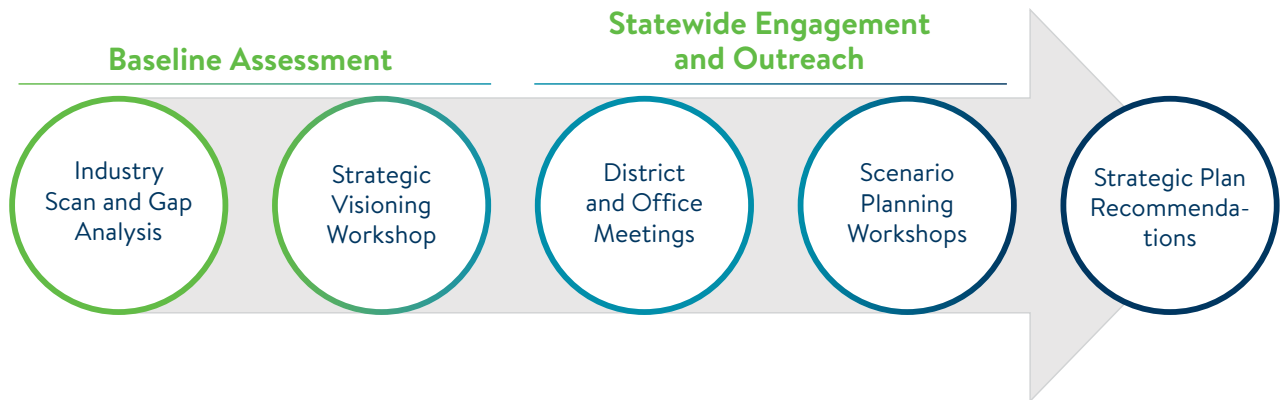 Baseline Assessment
Statewide Engagement
and Outreach
Industry
Scan and Gap
Analysis
Strategic
Visioning
Workshop
District
and Office
Meetings
Scenario
Planning
Workshops
Strategic Plan
Recommenda-
tions